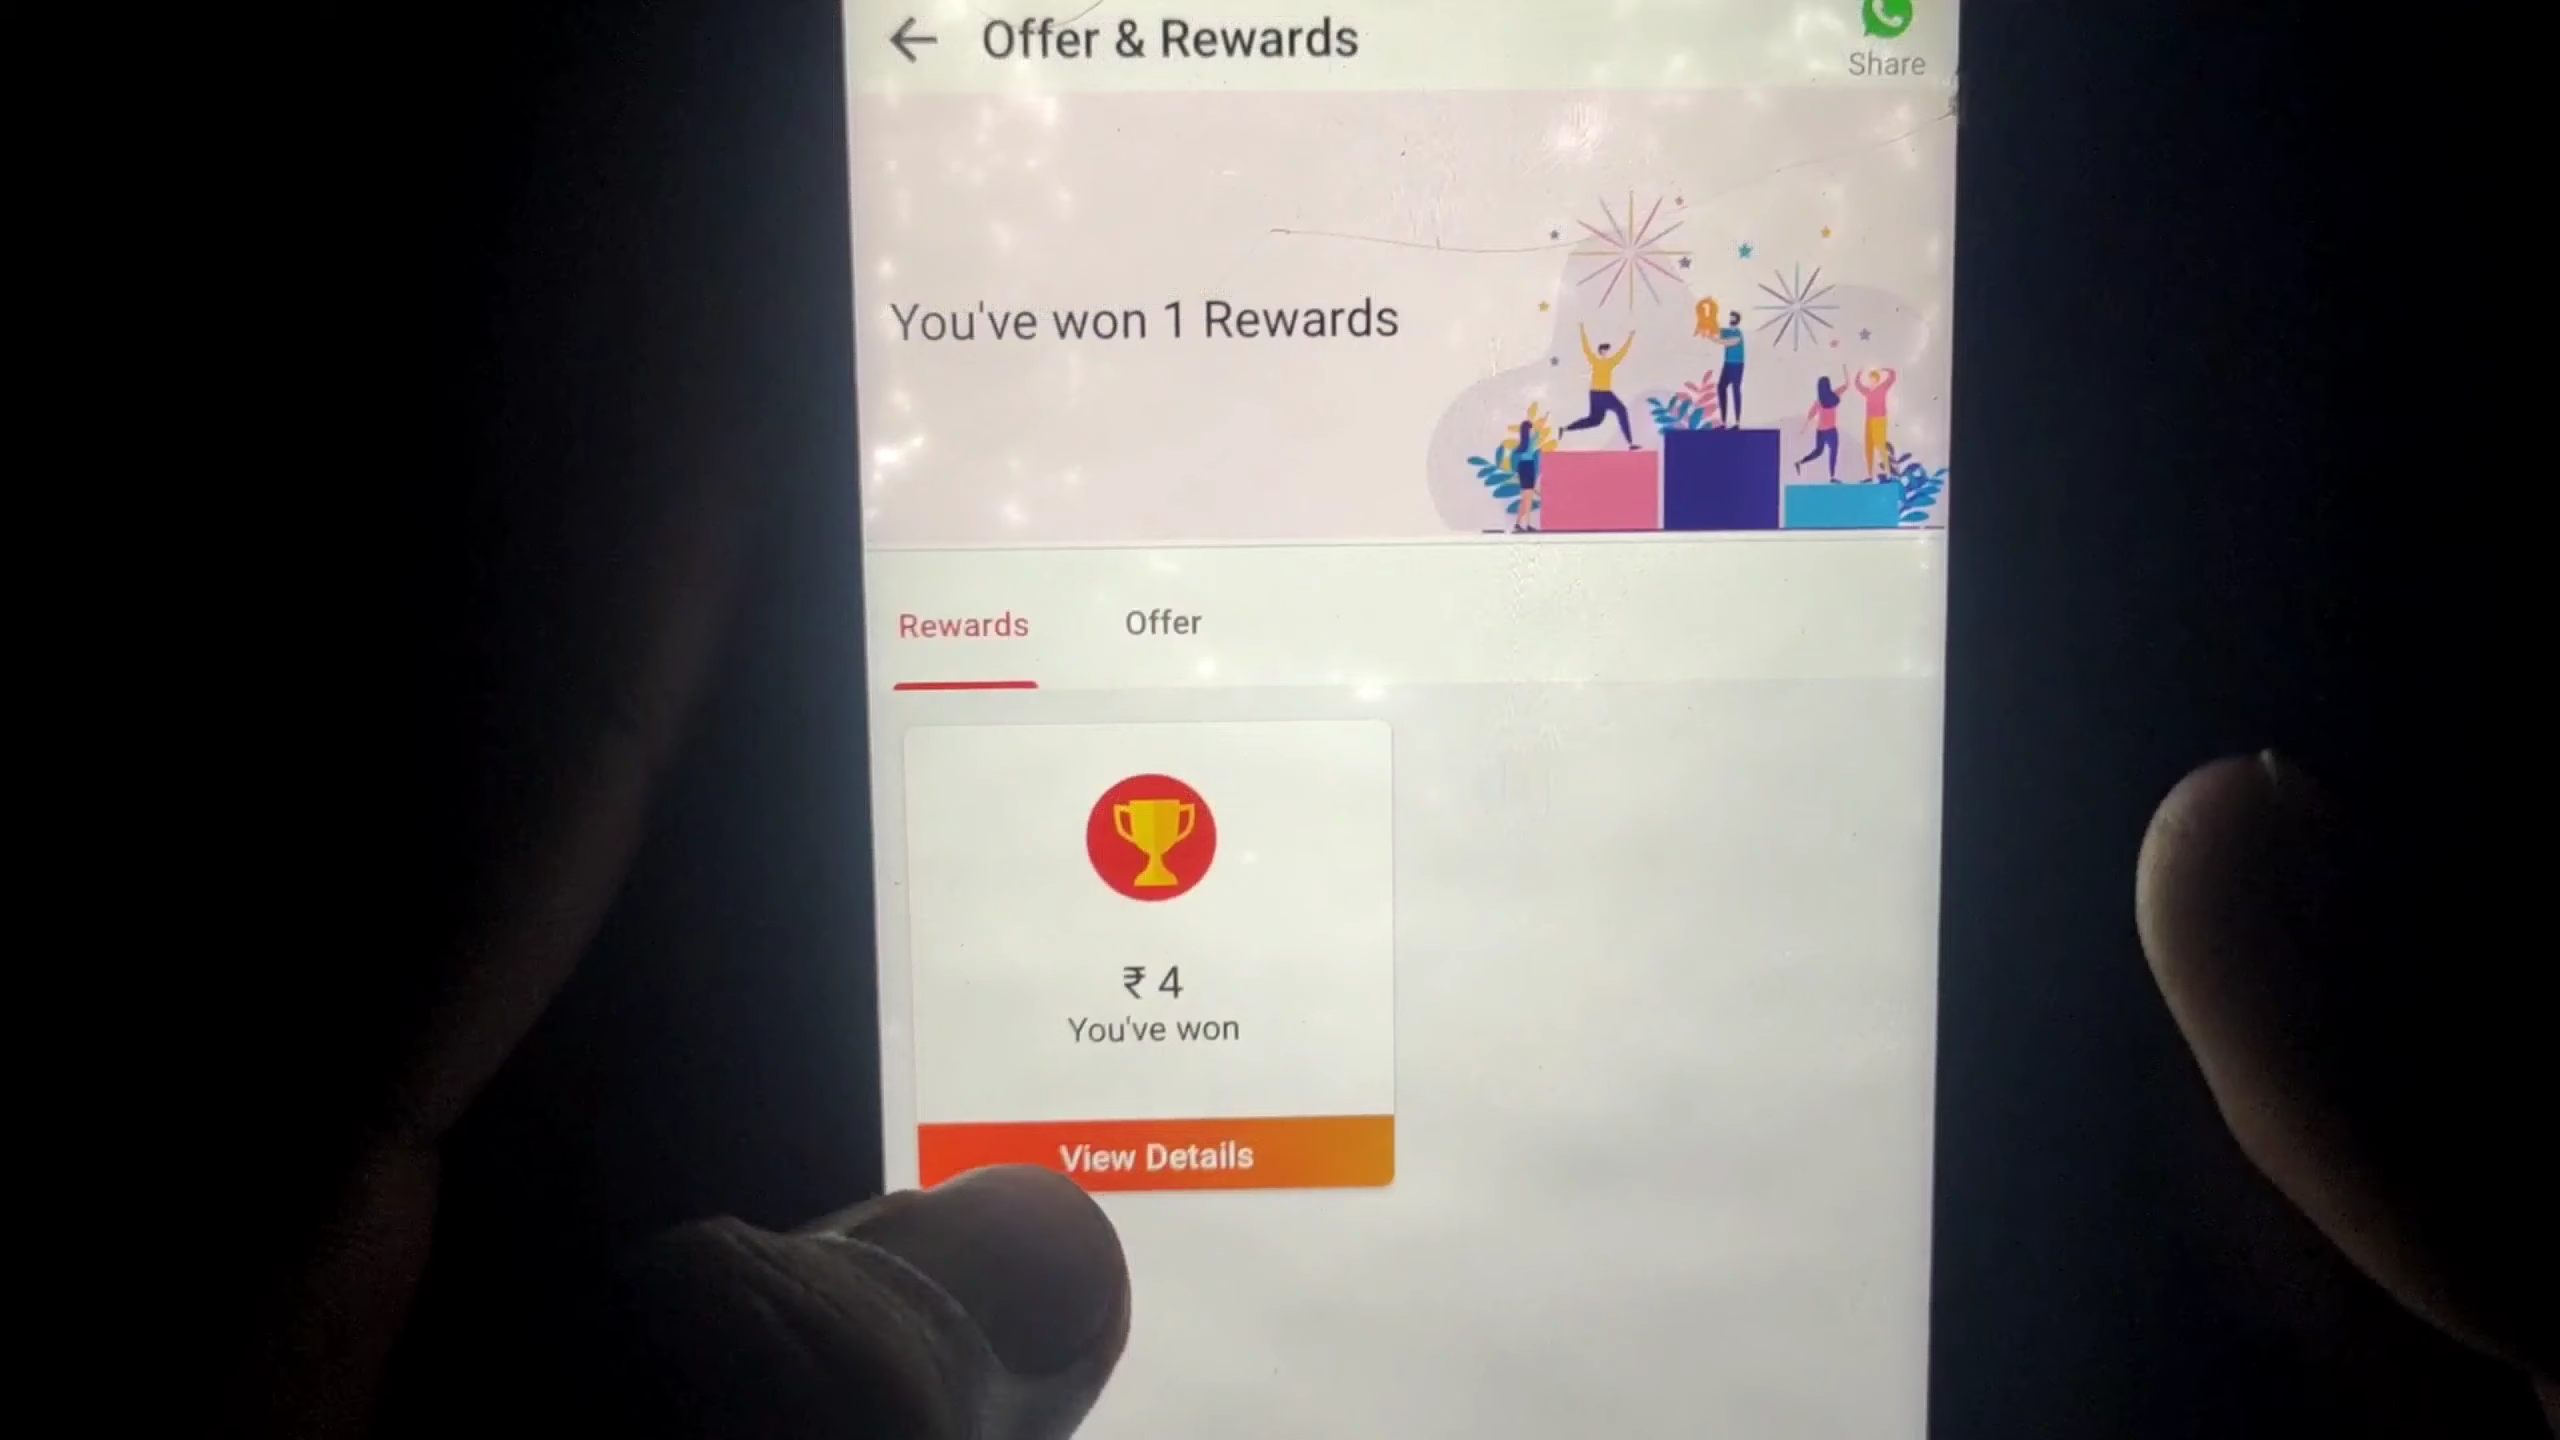 Offer & Rewards
Share
You've won 1 Rewards
Rewards
Offer
₹ 4
You've won
View Details